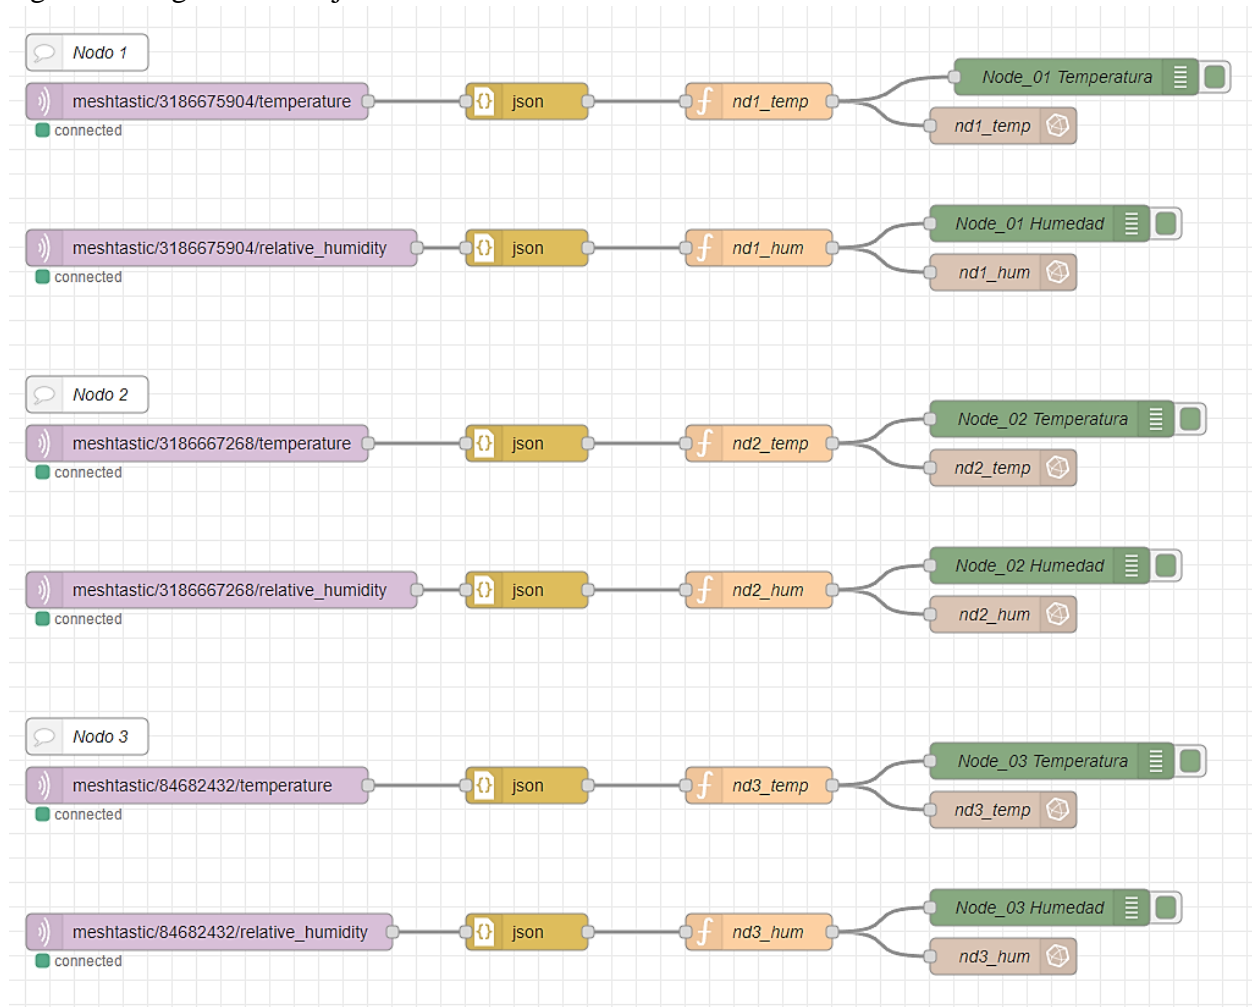 Nodo 1
meshtastic/3186675904/temperature
json
nd1_temp
Node_01 Temperatura
nd1_temp
connected
meshtastic/3186675904/relative_humidity
json
nd1_hum
Node_01 Humedad
nd1_hum
connected
Nodo 2
meshtastic/3186667268/temperature
json
nd2_temp
Node_02 Temperatura
nd2_temp
connected
meshtastic/3186667268/relative_humidity
json
nd2_hum
Node_02 Humedad
nd2_hum
connected
Nodo 3
meshtastic/84682432/temperature
json
nd3_temp
Node_03 Temperatura
nd3_temp
connected
meshtastic/84682432/relative_humidity
json
nd3_hum
Node_03 Humedad
nd3_hum
connected